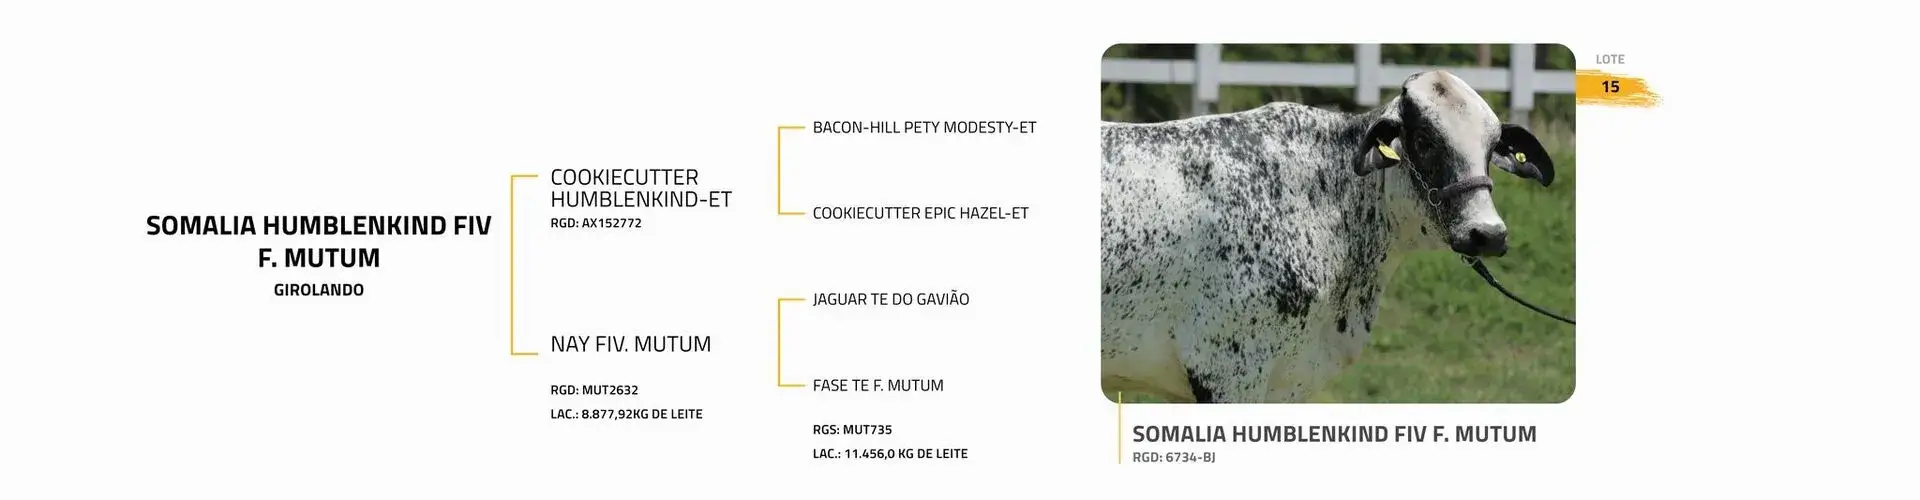 SOMALIA HUMBLENKIND FIV
F. MUTUM
GIROLANDO
COOKIECUTTER
HUMBLENKIND-ET
RGD: AX152772
NAY FIV. MUTUM
RGD: MUT2632
LAC.: 8.877,92KG DE LEITE
BACON-HILL PETY MODESTY-ET
COOKIECUTTER EPIC HAZEL-ET
JAGUAR TE DO GAVIÃO
FASE TE F. MUTUM
RGS: MUT735
LAC.: 11.456,0 KG DE LEITE
LOTE
15
SOMALIA HUMBLENKIND FIV F. MUTUM
RGD: 6734-BJ